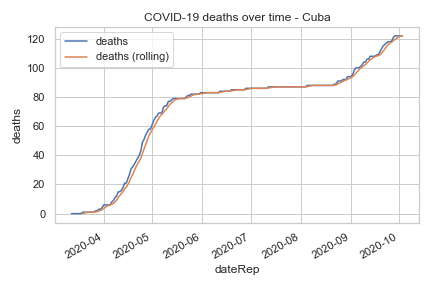 COVID-19 deaths over time - Cuba
deaths
deaths (rolling)
120
100
80
60
40
20
0
deaths
2020-04
2020-05
2020-06
2020-07
2020-08
2020-09
2020-10
dateRep